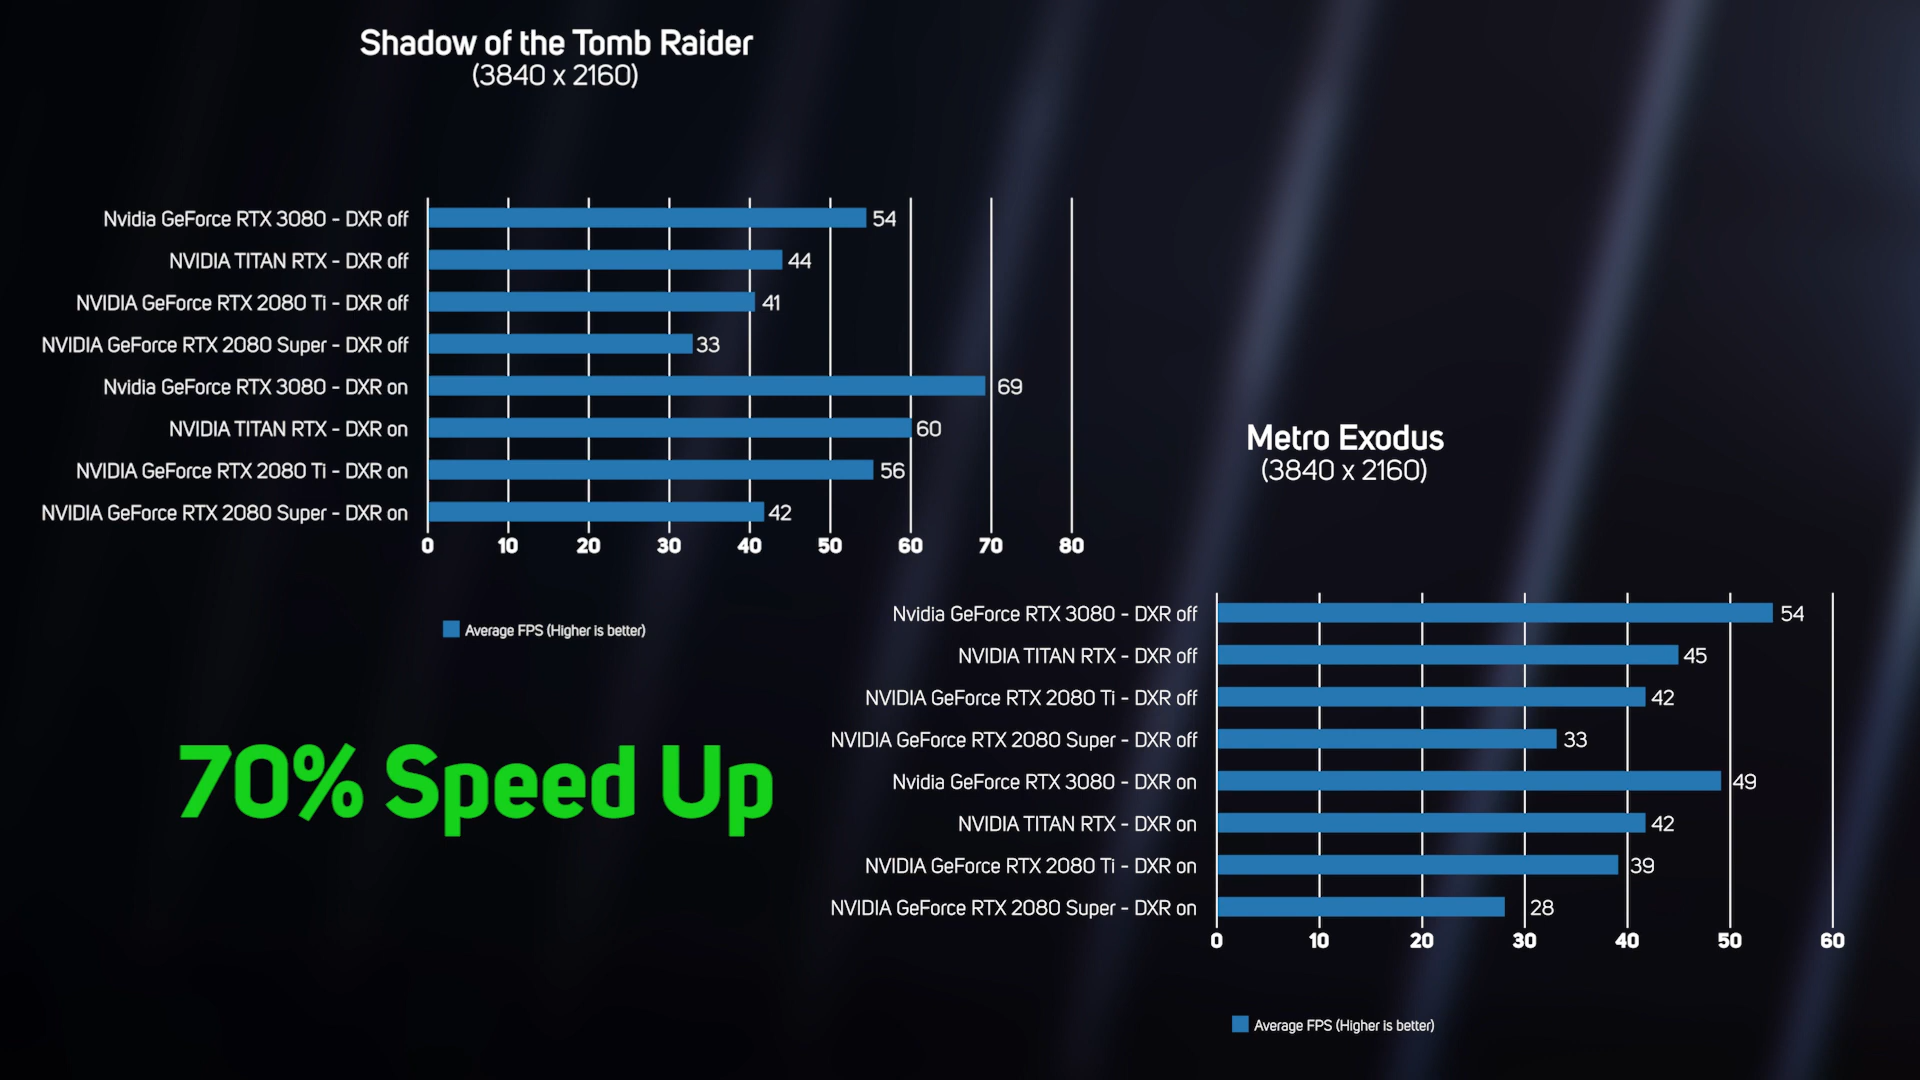 Shadow of the Tomb Raider
(3840 x 2160)
Nvidia GeForce RTX 3080 - DXR off 54
NVIDIA TITAN RTX - DXR off 44
NVIDIA GeForce RTX 2080 Ti - DXR off 41
NVIDIA GeForce RTX 2080 Super - DXR off 33
Nvidia GeForce RTX 3080 - DXR on 69
NVIDIA TITAN RTX - DXR on 60
NVIDIA GeForce RTX 2080 Ti - DXR on 56
NVIDIA GeForce RTX 2080 Super - DXR on 42
0 10 20 30 40 50 60 70 80
Average FPS (Higher is better)
70% Speed Up
Metro Exodus
(3840 x 2160)
Nvidia GeForce RTX 3080 - DXR off 54
NVIDIA TITAN RTX - DXR off 45
NVIDIA GeForce RTX 2080 Ti - DXR off 42
NVIDIA GeForce RTX 2080 Super - DXR off 33
Nvidia GeForce RTX 3080 - DXR on 49
NVIDIA TITAN RTX - DXR on 42
NVIDIA GeForce RTX 2080 Ti - DXR on 39
NVIDIA GeForce RTX 2080 Super - DXR on 28
0 10 20 30 40 50 60
Average FPS (Higher is better)